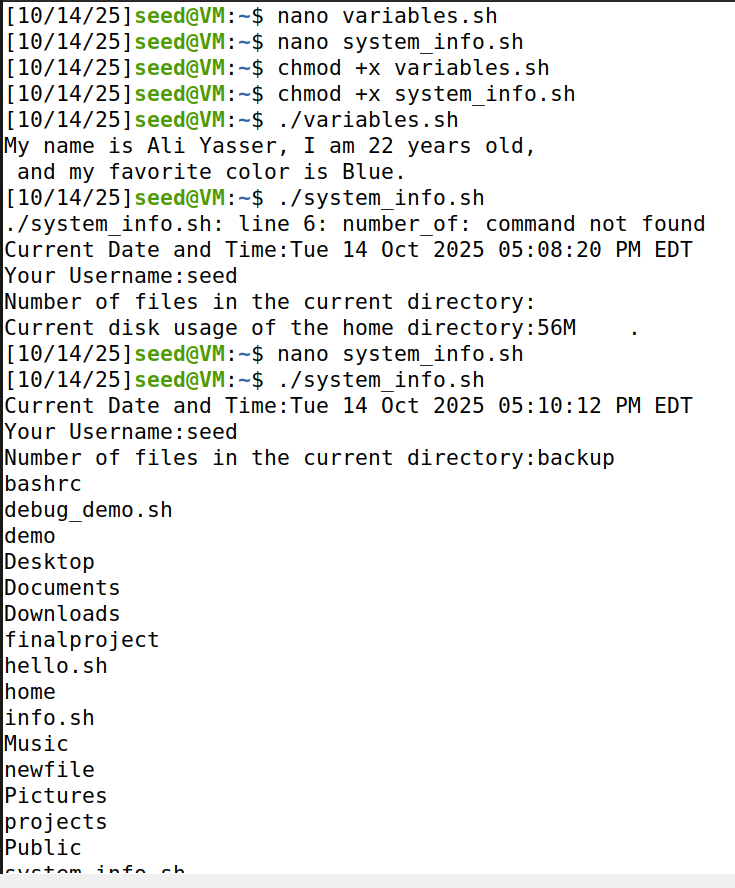 [10/14/25]seed@VM:~$ nano variables.sh
[10/14/25]seed@VM:~$ nano system_info.sh
[10/14/25]seed@VM:~$ chmod +x variables.sh
[10/14/25]seed@VM:~$ chmod +x system_info.sh
[10/14/25]seed@VM:~$ ./variables.sh
My name is Ali Yasser, I am 22 years old,
 and my favorite color is Blue.
[10/14/25]seed@VM:~$ ./system_info.sh
./system_info.sh: line 6: number_of: command not found
Current Date and Time:Tue 14 Oct 2025 05:08:20 PM EDT
Your Username:seed
Number of files in the current directory:
Current disk usage of the home directory:56M    .
[10/14/25]seed@VM:~$ nano system_info.sh
[10/14/25]seed@VM:~$ ./system_info.sh
Current Date and Time:Tue 14 Oct 2025 05:10:12 PM EDT
Your Username:seed
Number of files in the current directory:backup
bashrc
debug_demo.sh
demo
Desktop
Documents
Downloads
finalproject
hello.sh
home
info.sh
Music
newfile
Pictures
projects
Public
system_info.sh